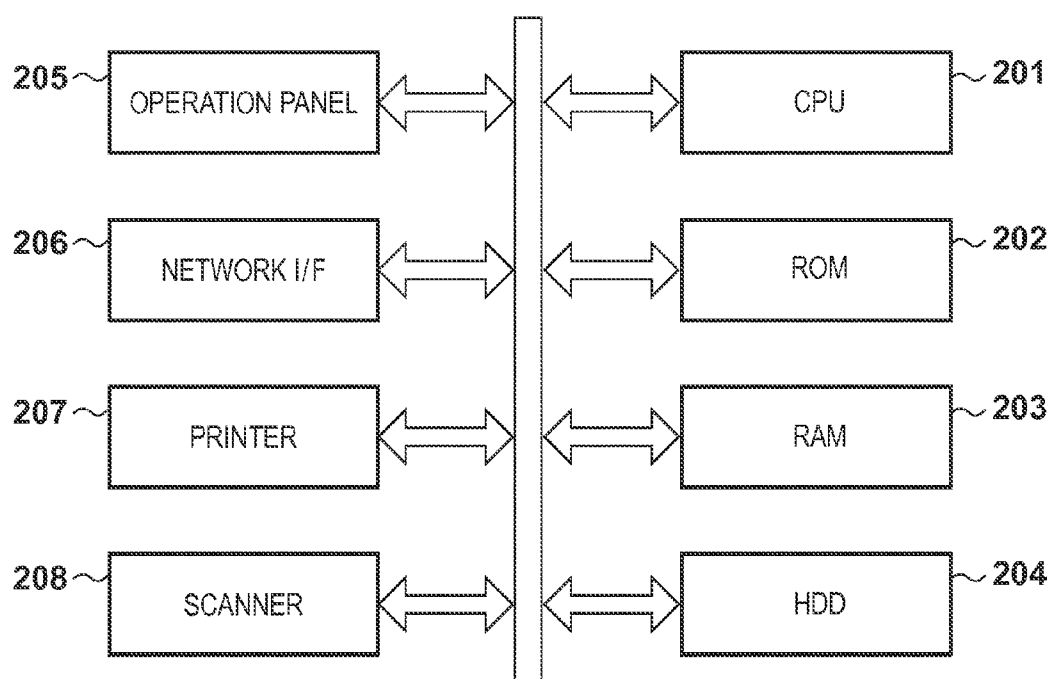 205 OPERATION PANEL
CPU 201
206 NETWORK I/F
ROM 202
207 PRINTER
RAM 203
208 SCANNER
HDD 204